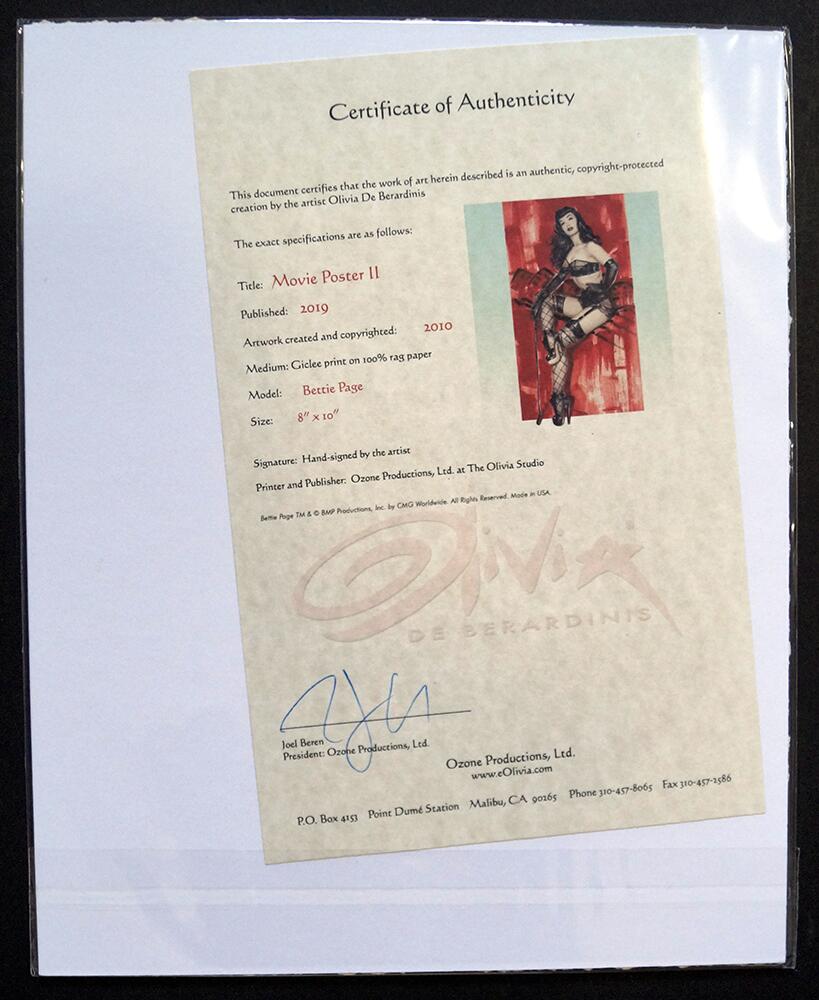 Certificate of Authenticity
This document certifies that the work of art herein described is an authentic, copyright-protected
creation by the artist Olivia De Berardinis
The exact specifications are as follows:
Title: Movie Poster II
Published: 2019
Artwork created and copyrighted: 2010
Medium: Giclee print on 100% rag paper
Model: Bettie Page
Size: 8" x 10"
Signature: Hand-signed by the artist
Printer and Publisher: Ozone Productions, Ltd. at The Olivia Studio
Bettie Page TM & © BMP Productions, Inc. by CMG Worldwide. All Rights Reserved. Made in USA.
OliviA
DE BERARDINIS
Joel Beren
President: Ozone Productions, Ltd.
Ozone Productions, Ltd.
www.eOlivia.com
P.O. Box 4153 Point Dumé Station Malibu, CA 90265 Phone 310-457-8065 Fax 310-457-2586